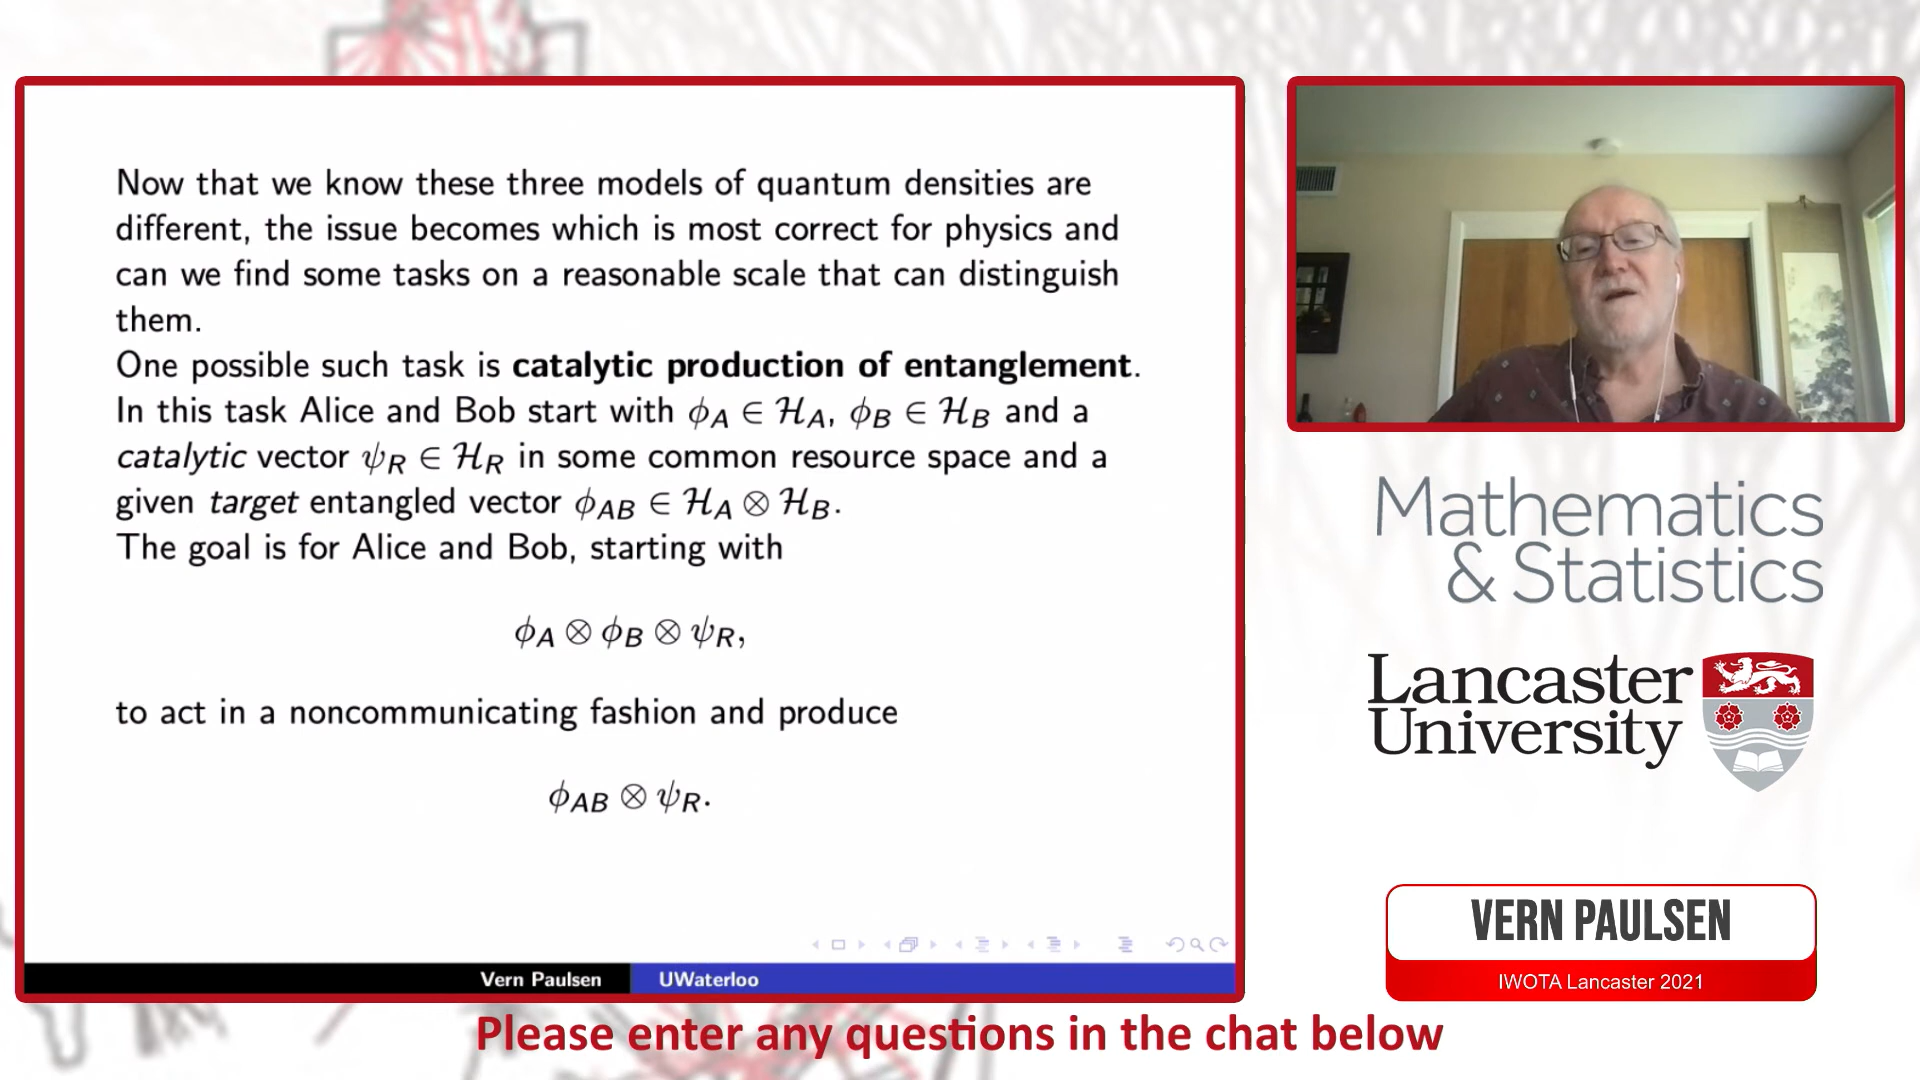 Now that we know these three models of quantum densities are
different, the issue becomes which is most correct for physics and
can we find some tasks on a reasonable scale that can distinguish
them.
One possible such task is catalytic production of entanglement.
In this task Alice and Bob start with ϕ_A ∈ ℋ_A, ϕ_B ∈ ℋ_B and a
catalytic vector ψ_R ∈ ℋ_R in some common resource space and a
given target entangled vector ϕ_AB ∈ ℋ_A ⊗ ℋ_B.
The goal is for Alice and Bob, starting with
ϕ_A ⊗ ϕ_B ⊗ ψ_R,
to act in a noncommunicating fashion and produce
ϕ_AB ⊗ ψ_R.
Vern Paulsen UWaterloo
Mathematics
& Statistics
Lancaster
University
VERN PAULSEN
IWOTA Lancaster 2021
Please enter any questions in the chat below